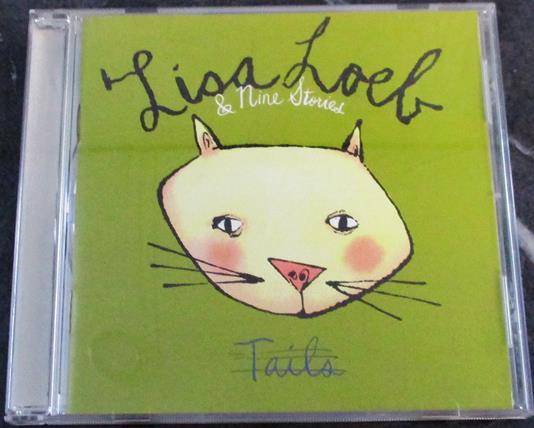 Lisa Loeb
& Nine Stories
Tails